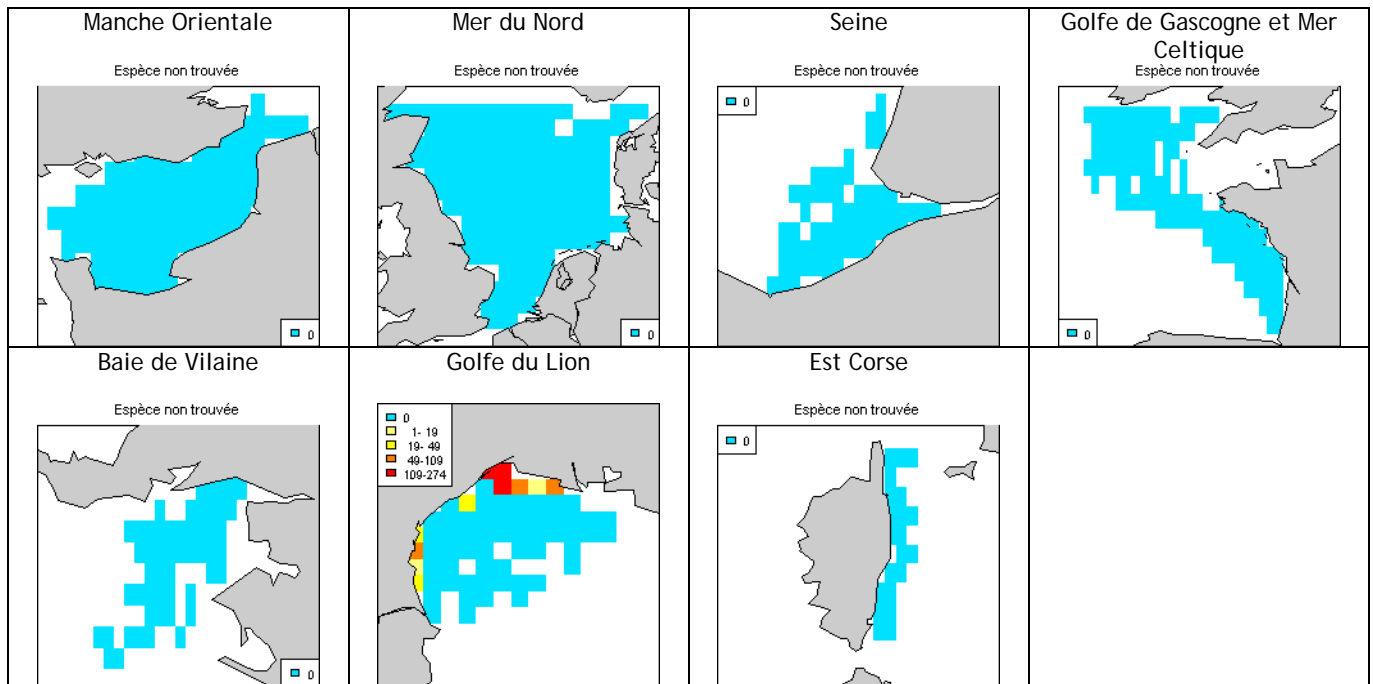 Manche Orientale
Espèce non trouvée
0
Mer du Nord
Espèce non trouvée
0
Seine
Espèce non trouvée
0
Golfe de Gascogne et Mer
Celtique
Espèce non trouvée
0
Baie de Vilaine
Espèce non trouvée
0
Golfe du Lion
0
1- 19
19- 49
49-109
109-274
Est Corse
Espèce non trouvée
0